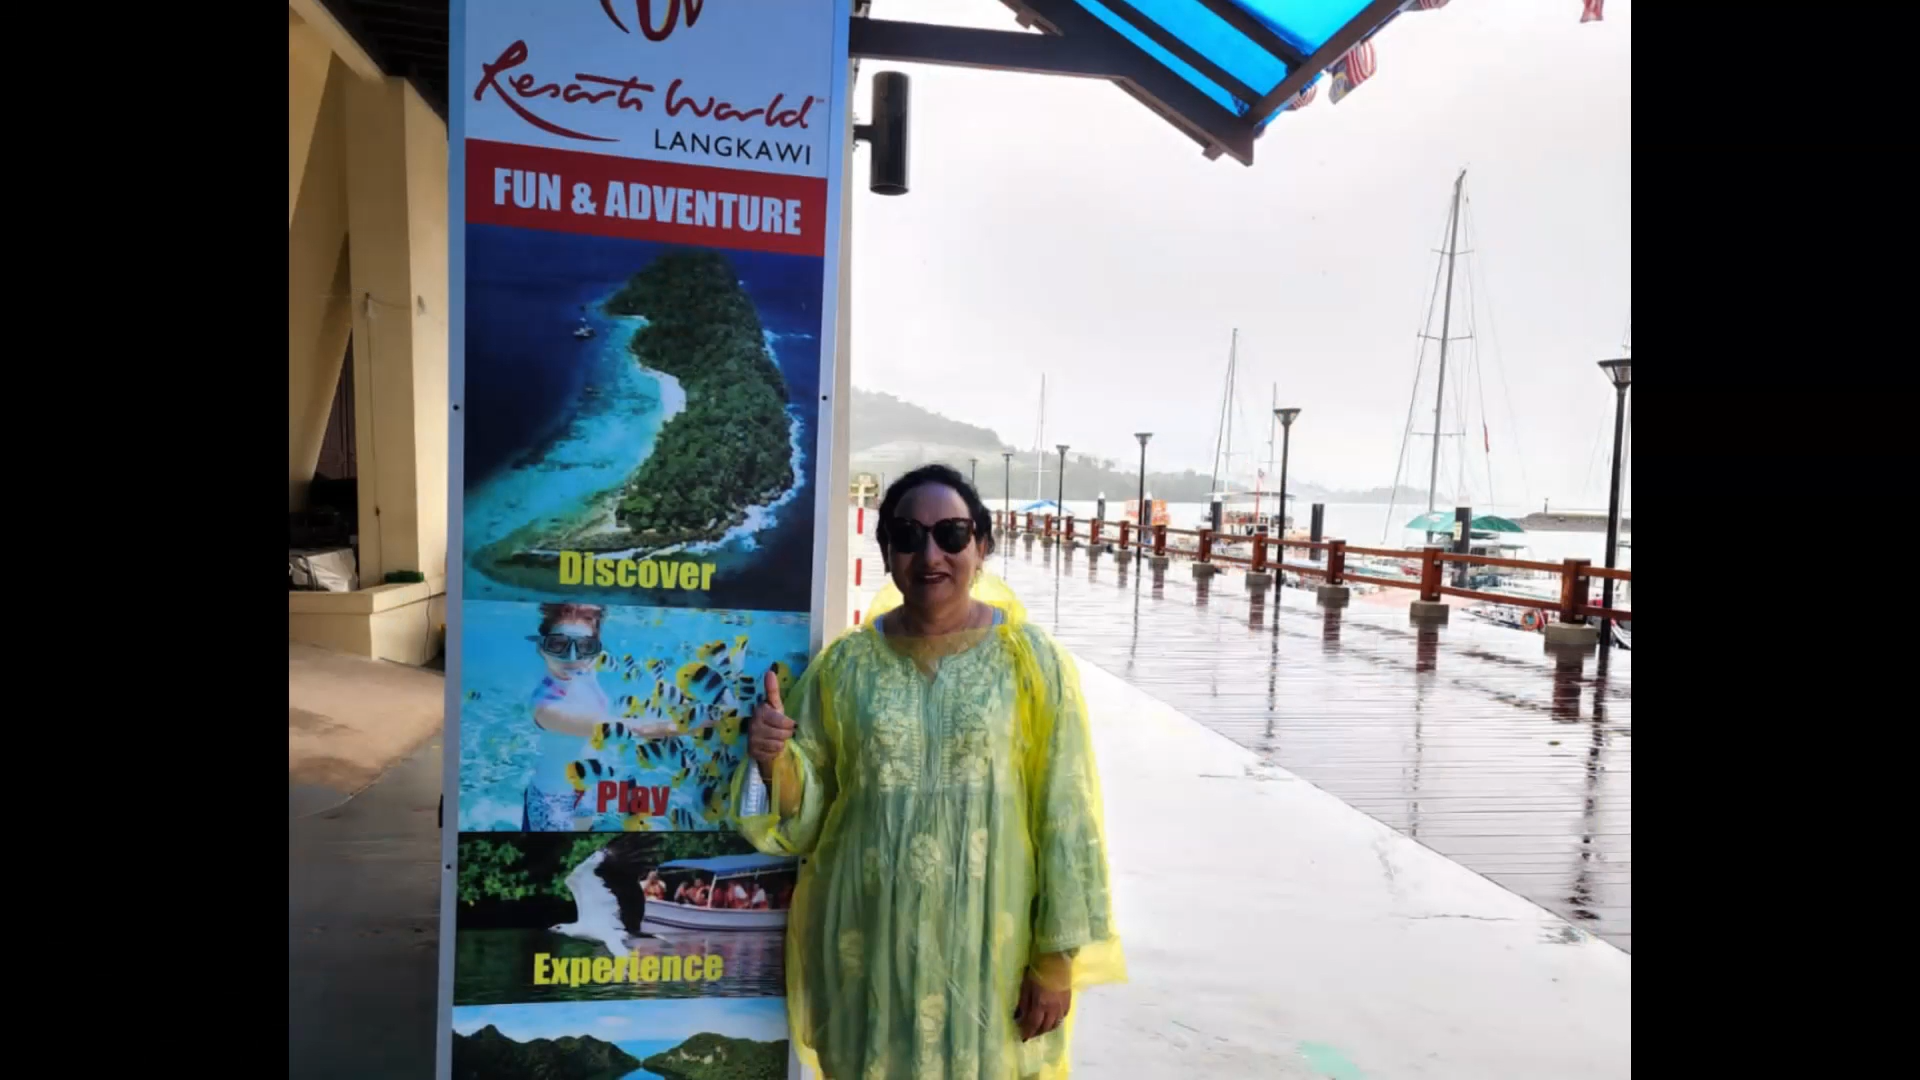 Resorts World
LANGKAWI
FUN & ADVENTURE
Discover
Play
Experience